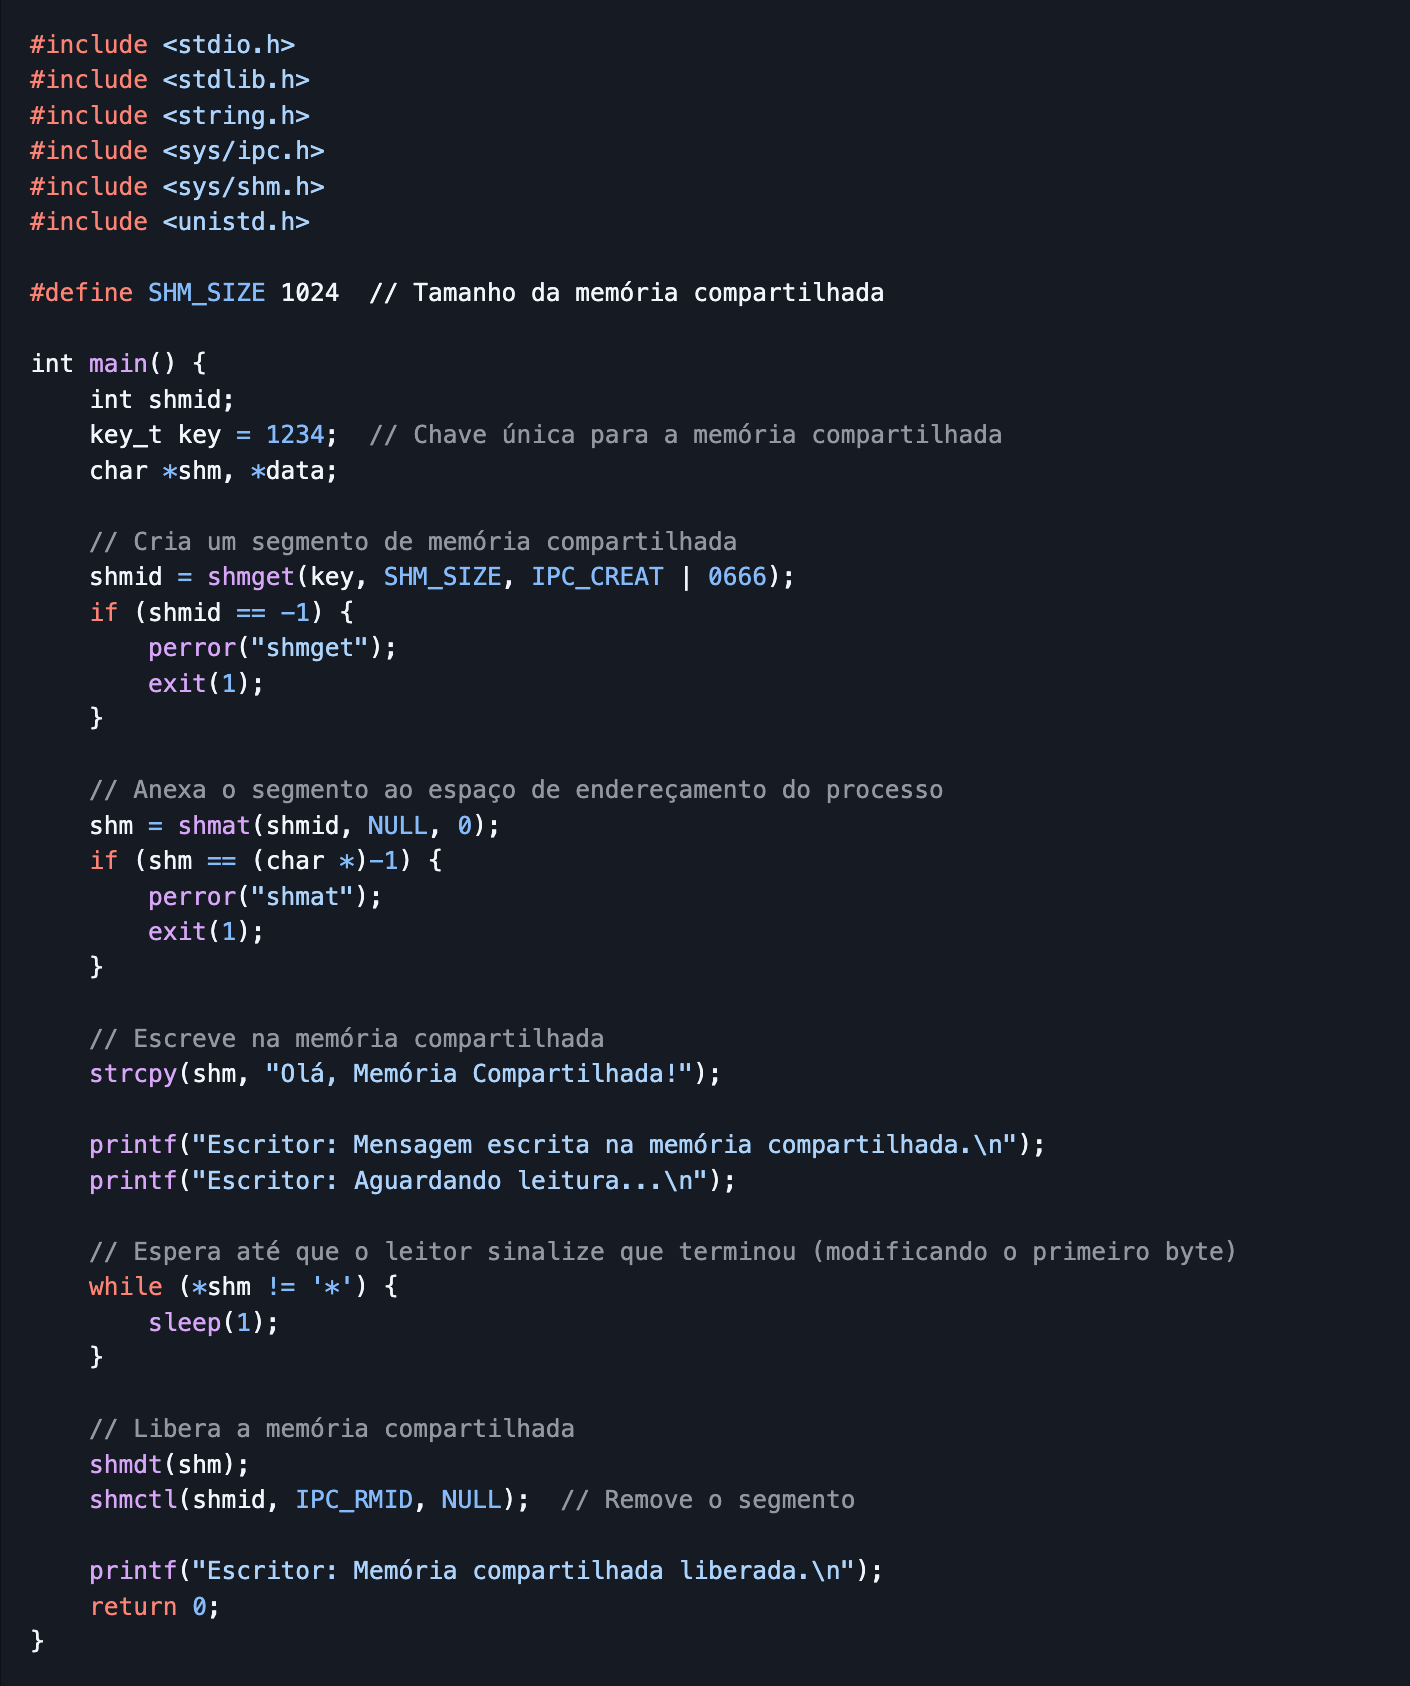 #include <stdio.h>
#include <stdlib.h>
#include <string.h>
#include <sys/ipc.h>
#include <sys/shm.h>
#include <unistd.h>

#define SHM_SIZE 1024  // Tamanho da memória compartilhada

int main() {
    int shmid;
    key_t key = 1234;  // Chave única para a memória compartilhada
    char *shm, *data;

    // Cria um segmento de memória compartilhada
    shmid = shmget(key, SHM_SIZE, IPC_CREAT | 0666);
    if (shmid == -1) {
        perror("shmget");
        exit(1);
    }

    // Anexa o segmento ao espaço de endereçamento do processo
    shm = shmat(shmid, NULL, 0);
    if (shm == (char *)-1) {
        perror("shmat");
        exit(1);
    }

    // Escreve na memória compartilhada
    strcpy(shm, "Olá, Memória Compartilhada!");

    printf("Escritor: Mensagem escrita na memória compartilhada.\n");
    printf("Escritor: Aguardando leitura...\n");

    // Espera até que o leitor sinalize que terminou (modificando o primeiro byte)
    while (*shm != '*') {
        sleep(1);
    }

    // Libera a memória compartilhada
    shmdt(shm);
    shmctl(shmid, IPC_RMID, NULL);  // Remove o segmento

    printf("Escritor: Memória compartilhada liberada.\n");
    return 0;
}